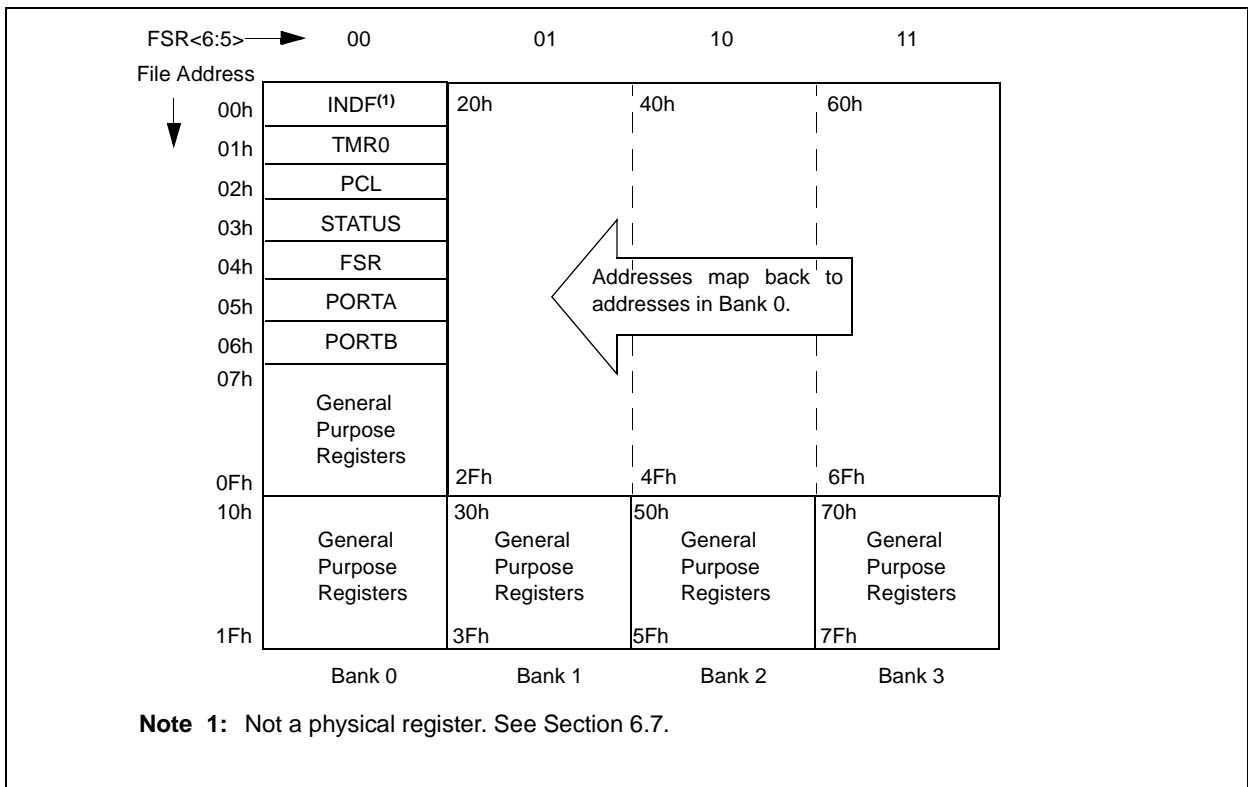 FSR<6:5> 00 01 10 11
File Address
00h INDF(1) 20h 40h 60h
01h TMR0
02h PCL
03h STATUS
04h FSR
Addresses map back to
addresses in Bank 0.
05h PORTA
06h PORTB
07h
General
Purpose
Registers
0Fh 2Fh 4Fh 6Fh
10h 30h 50h 70h
General General General General
Purpose Purpose Purpose Purpose
Registers Registers Registers Registers
1Fh 3Fh 5Fh 7Fh
Bank 0 Bank 1 Bank 2 Bank 3
Note 1: Not a physical register. See Section 6.7.